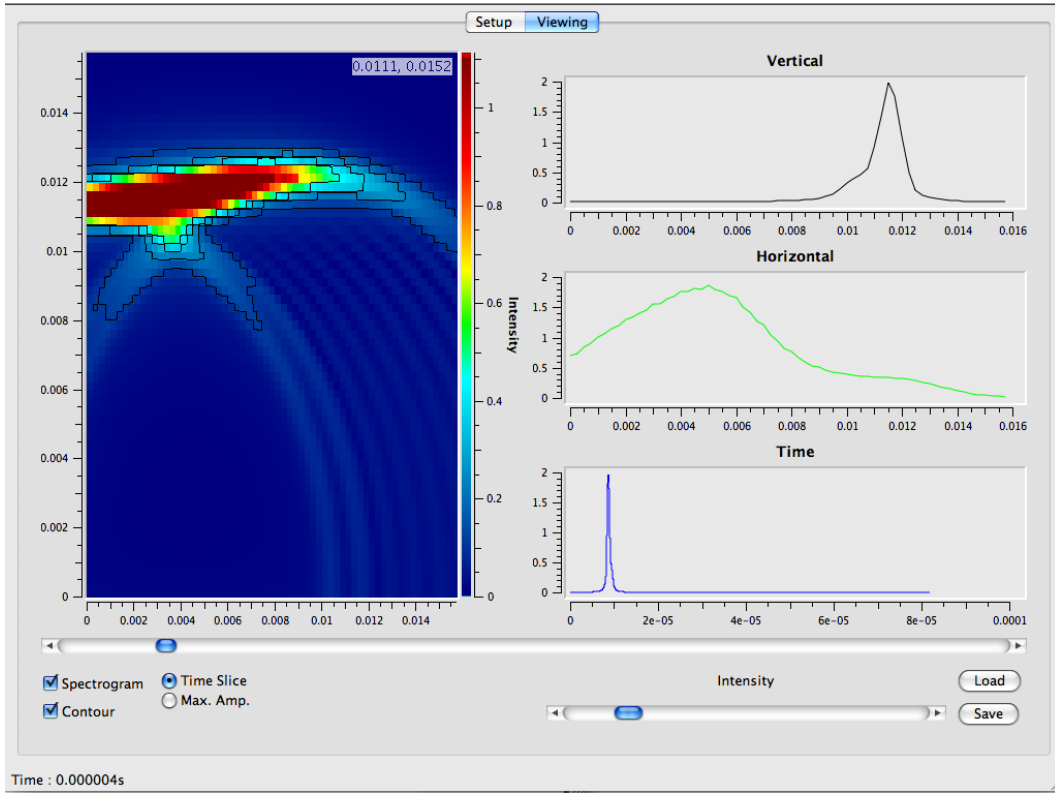 Setup Viewing
0.0111, 0.0152
0.014
0.012
0.01
0.008
0.006
0.004
0.002
0
0 0.002 0.004 0.006 0.008 0.01 0.012 0.014
1
0.8
0.6
0.4
0.2
0
Intensity
Vertical
2
1.5
1
0.5
0
0 0.002 0.004 0.006 0.008 0.01 0.012 0.014 0.016
Horizontal
2
1.5
1
0.5
0
0 0.002 0.004 0.006 0.008 0.01 0.012 0.014 0.016
Time
2
1.5
1
0.5
0
0 2e-05 4e-05 6e-05 8e-05 0.0001
Spectrogram
Contour
Time Slice
Max. Amp.
Intensity
Load
Save
Time : 0.000004s